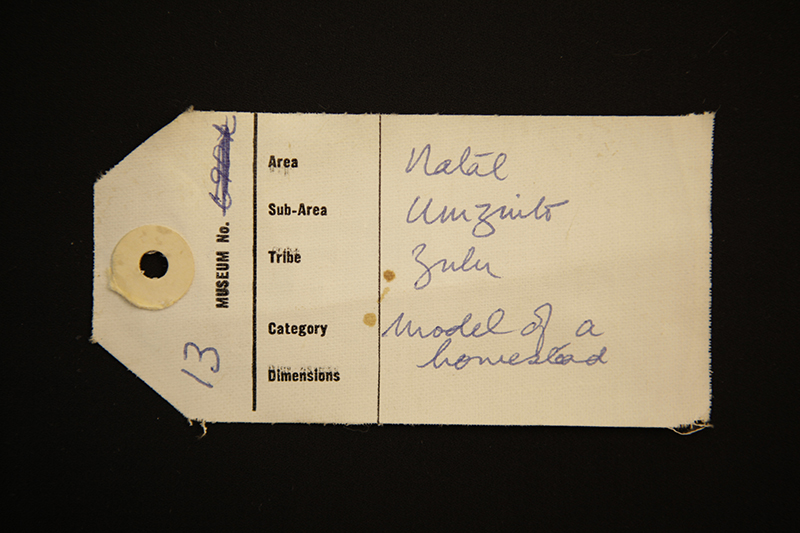 MUSEUM No.
13
Area Natal
Sub-Area Umzinto
Tribe Zulu
Category Model of a
homestead
Dimensions